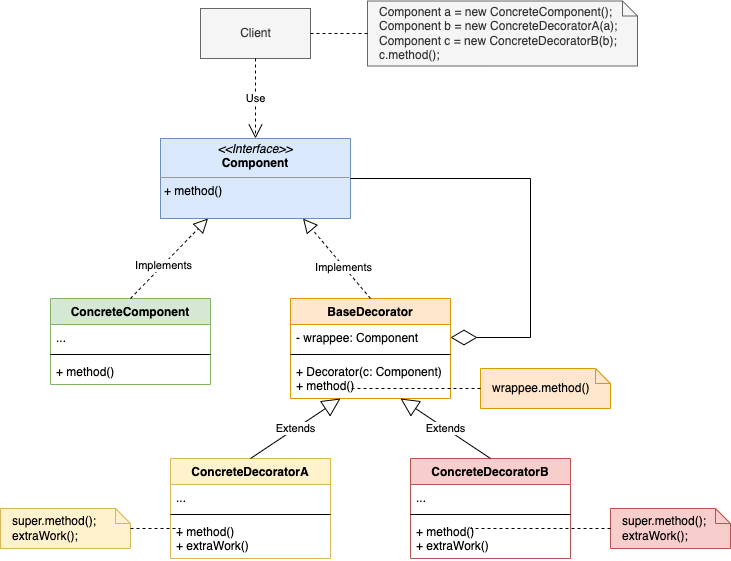 Client
Component a = new ConcreteComponent();
Component b = new ConcreteDecoratorA(a);
Component c = new ConcreteDecoratorB(b);
c.method();
Use
<<Interface>>
Component
+ method()
Implements
Implements
ConcreteComponent
...
+ method()
BaseDecorator
- wrappee: Component
+ Decorator(c: Component)
+ method()
wrappee.method()
Extends
Extends
ConcreteDecoratorA
...
+ method()
+ extraWork()
super.method();
extraWork();
ConcreteDecoratorB
...
+ method()
+ extraWork()
super.method();
extraWork();